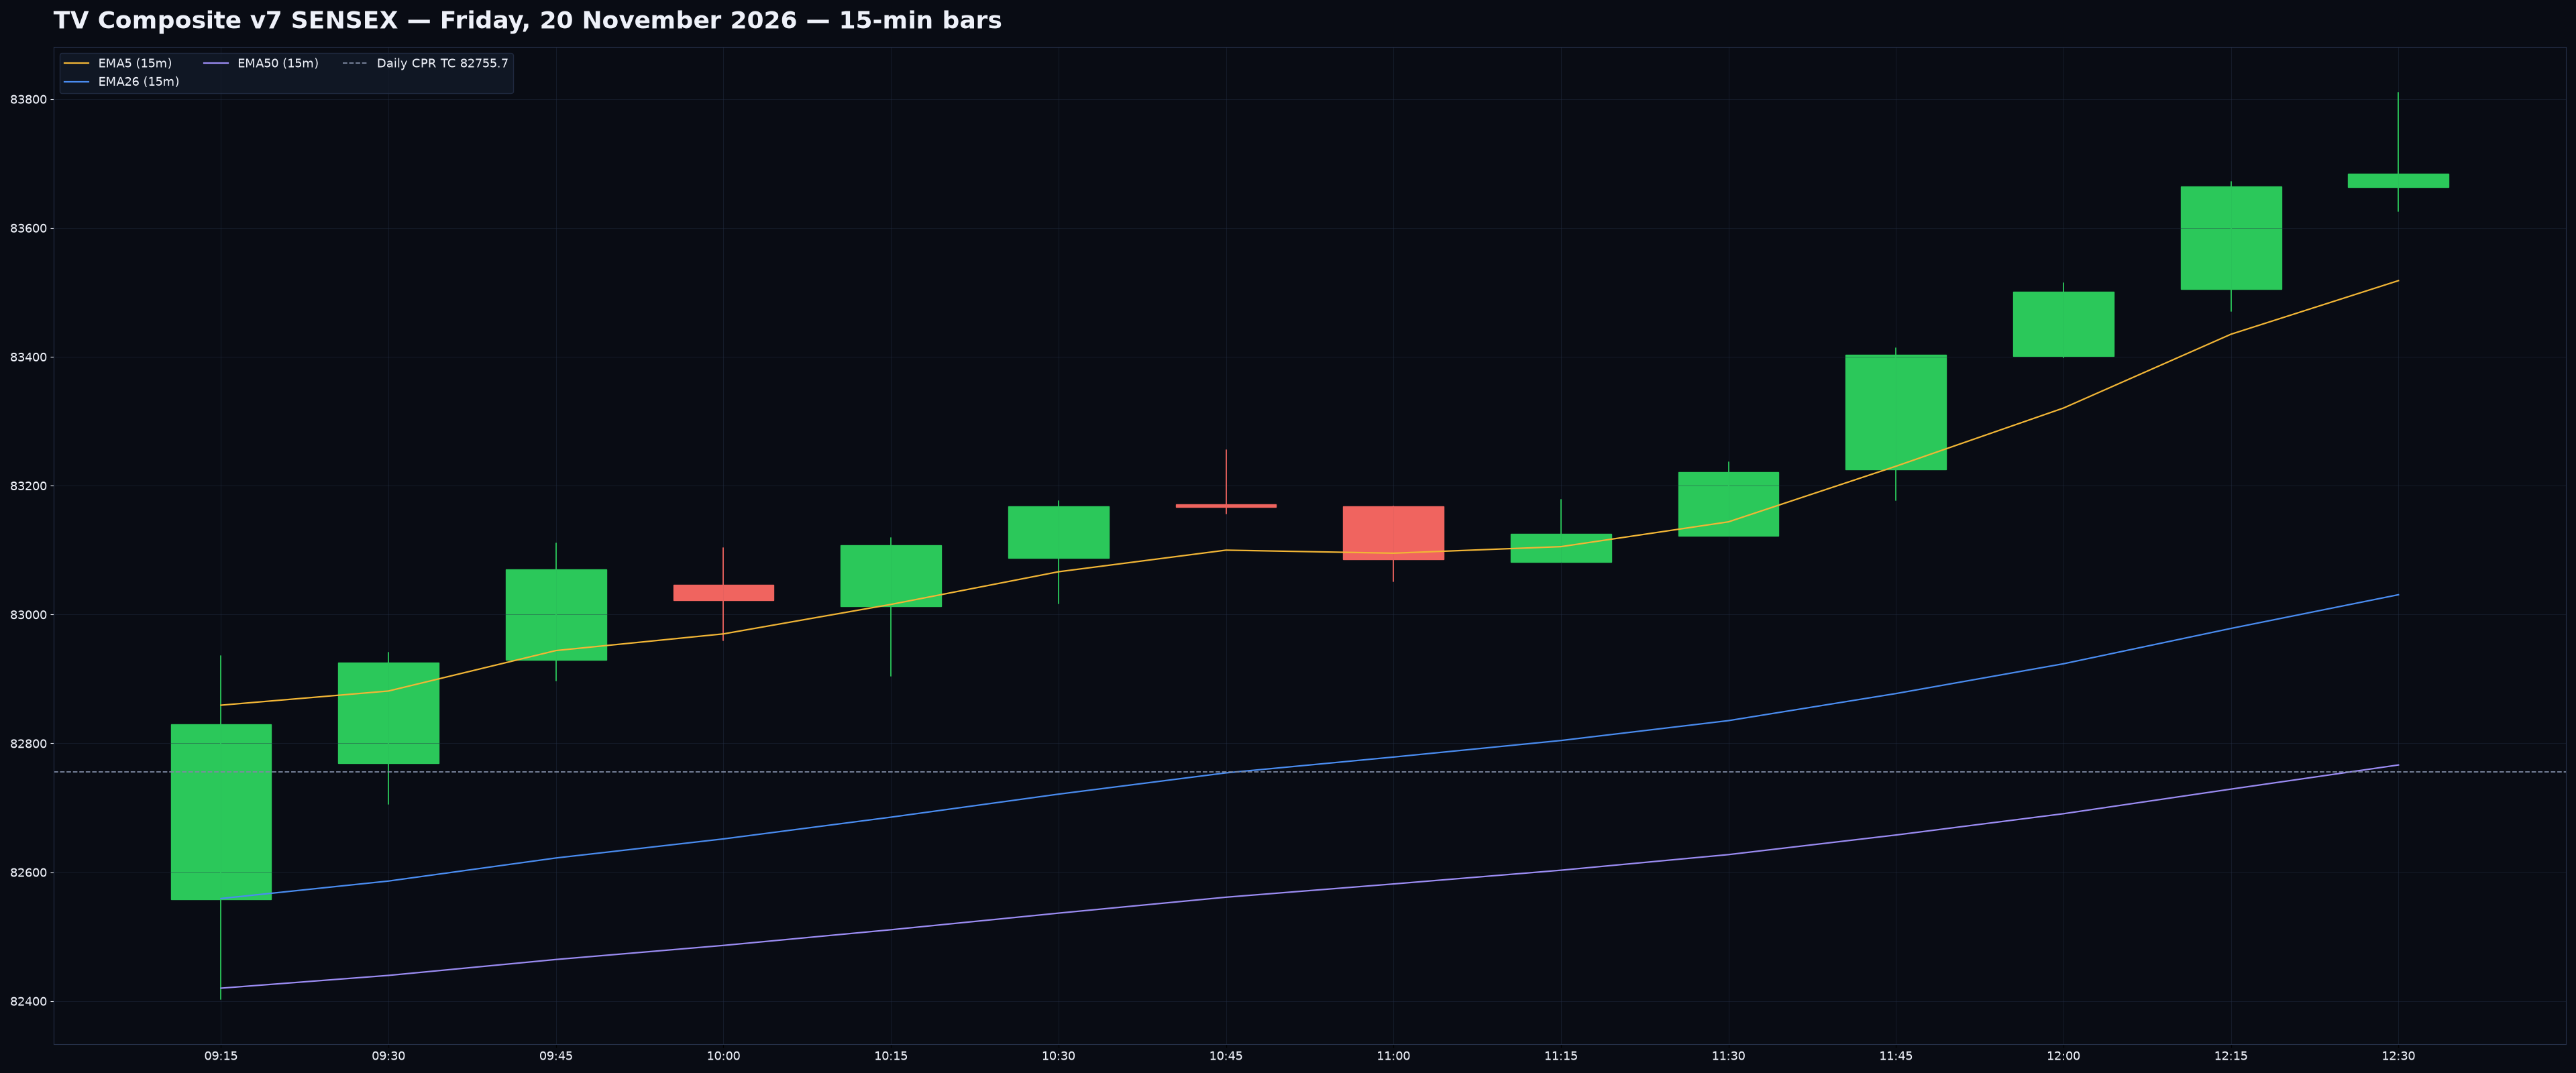 TV Composite v7 SENSEX — Friday, 20 November 2026 — 15-min bars
EMA5 (15m) EMA50 (15m) Daily CPR TC 82755.7
EMA26 (15m)
83800
83600
83400
83200
83000
82800
82600
82400
09:15 09:30 09:45 10:00 10:15 10:30 10:45 11:00 11:15 11:30 11:45 12:00 12:15 12:30